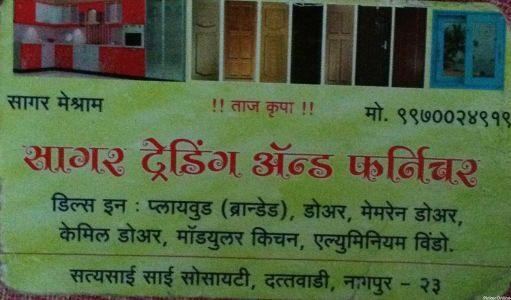 सागर मेश्राम !! ताज कृपा !! मो. ९९७००२४९१९
सागर ट्रेडिंग ॲन्ड फर्निचर
डिल्स इन : प्लायवुड (ब्रान्डेड), डोअर, मेमरेन डोअर,
केमिल डोअर, मॉडयुलर किचन, एल्युमिनियम विंडो.
सत्यसाई साई सोसायटी, दत्तवाडी, नागपुर - २३